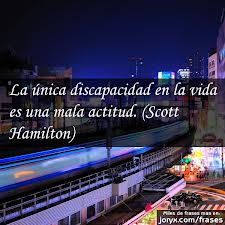 La única discapacidad en la vida
es una mala actitud. (Scott
Hamilton)
Miles de frases mas en:
joryx.com/frases